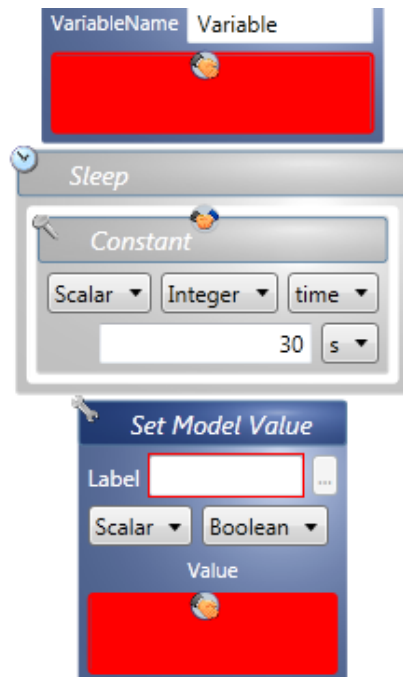 VariableName Variable
Sleep
Constant
Scalar Integer time
30 s
Set Model Value
Label ...
Scalar Boolean
Value